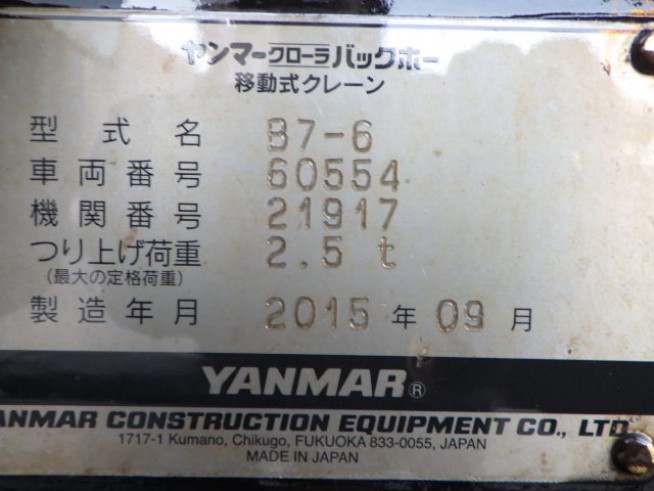 ヤンマークローラバックホー
移動式クレーン
型式名 B7-6
車両番号 60554
機関番号 21917
つり上げ荷重 2.5 t
(最大の定格荷重)
製造年月 2015 年 09 月
YANMAR®
YANMAR CONSTRUCTION EQUIPMENT CO., LTD.
1717-1 Kumano, Chikugo, FUKUOKA 833-0055, JAPAN
MADE IN JAPAN